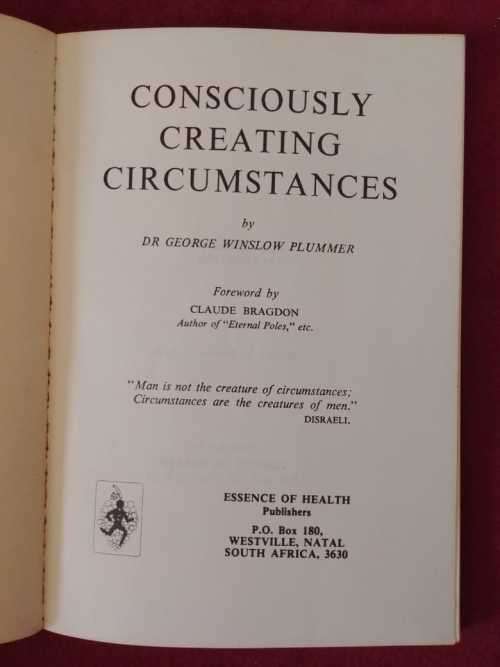 CONSCIOUSLY
CREATING
CIRCUMSTANCES
by
DR GEORGE WINSLOW PLUMMER
Foreword by
CLAUDE BRAGDON
Author of "Eternal Poles," etc.
"Man is not the creature of circumstances;
Circumstances are the creatures of men."
DISRAELI.
ESSENCE OF HEALTH
Publishers
P.O. Box 180,
WESTVILLE, NATAL
SOUTH AFRICA, 3630